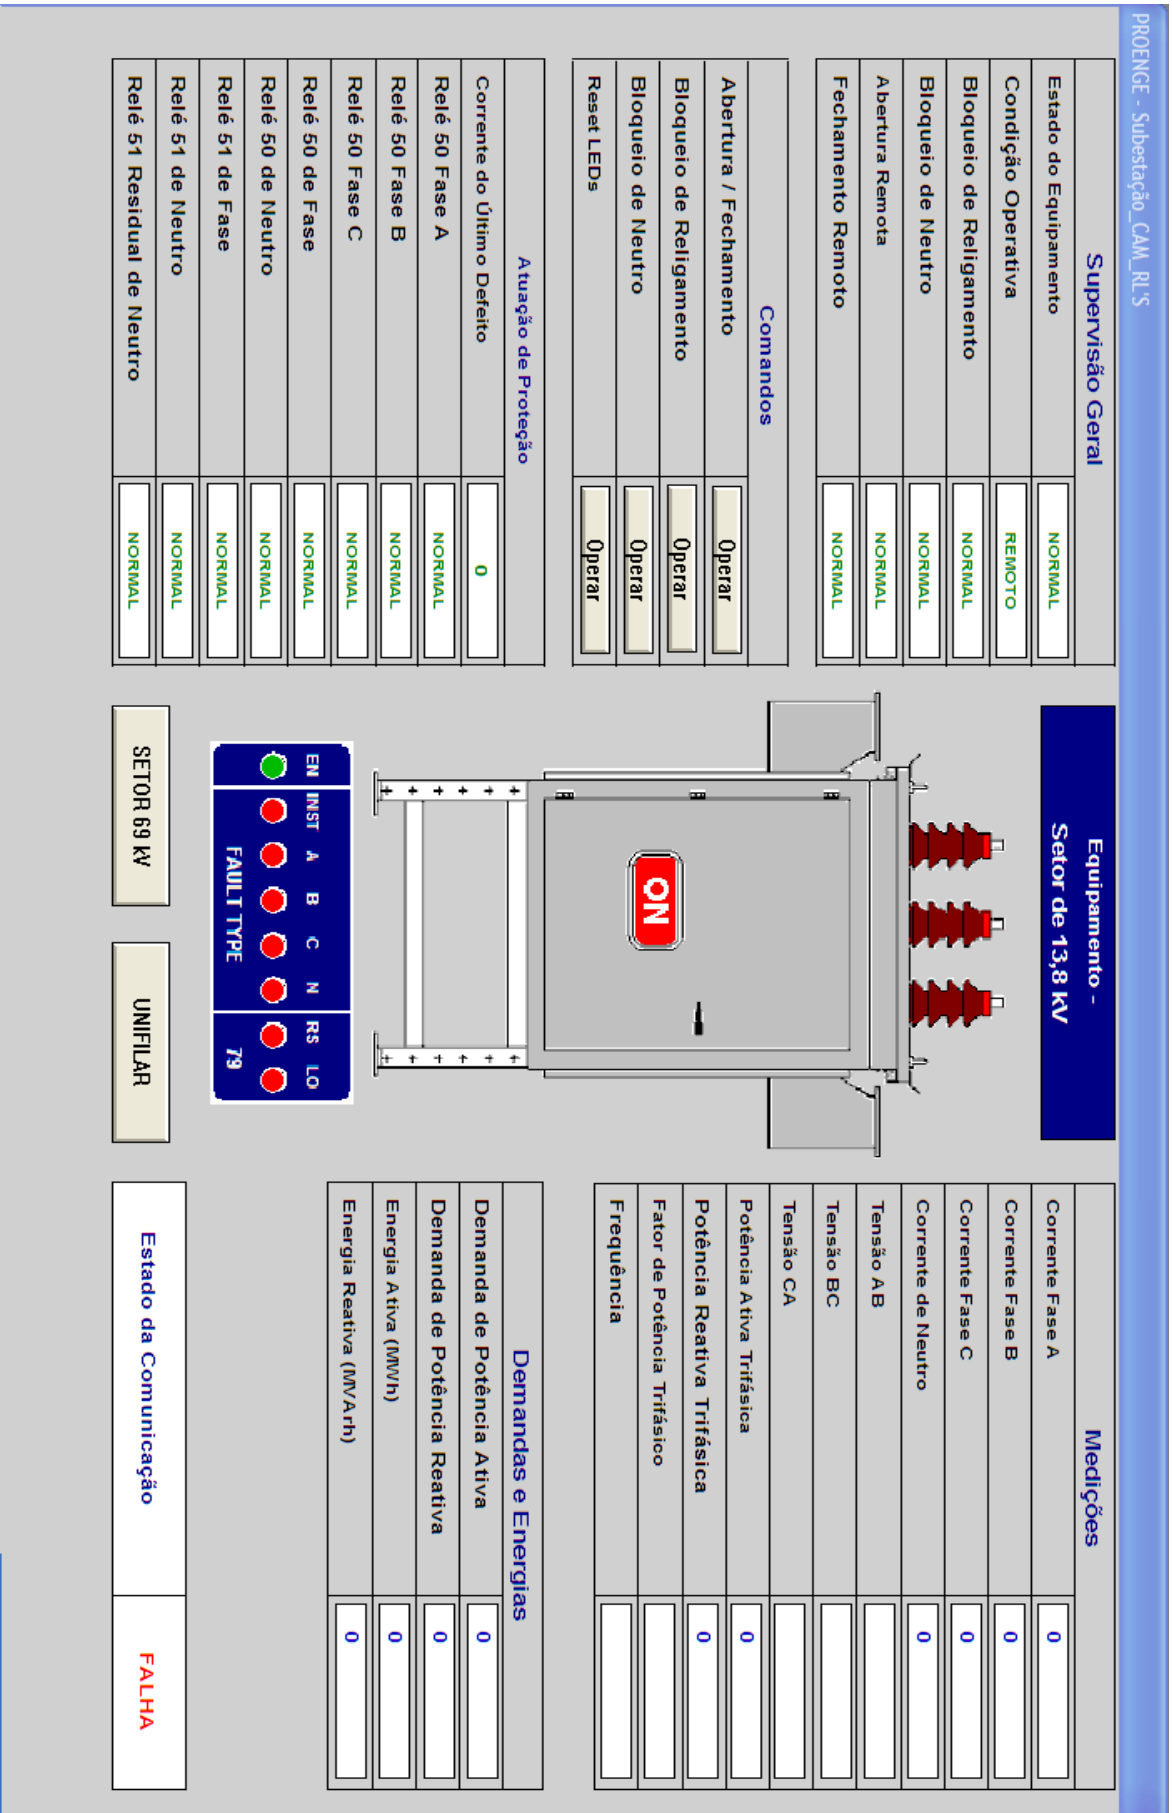 PROENGE - Subestação_CAM_RL'S
Supervisão Geral
Estado do Equipamento NORMAL
Condição Operativa REMOTO
Bloqueio de Religamento NORMAL
Bloqueio de Neutro NORMAL
Abertura Remota NORMAL
Fechamento Remoto NORMAL
Comandos
Abertura / Fechamento Operar
Bloqueio de Religamento Operar
Bloqueio de Neutro Operar
Reset LEDs Operar
Atuação de Proteção
Corrente do Último Defeito 0
Relé 50 Fase A NORMAL
Relé 50 Fase B NORMAL
Relé 50 Fase C NORMAL
Relé 50 de Fase NORMAL
Relé 50 de Neutro NORMAL
Relé 51 de Fase NORMAL
Relé 51 de Neutro NORMAL
Relé 51 Residual de Neutro NORMAL
Equipamento -
Setor de 13,8 kV
ON
EN INST A B C N RS LO
FAULT TYPE 79
SETOR 69 kV
UNIFILAR
Medições
Corrente Fase A 0
Corrente Fase B 0
Corrente Fase C 0
Corrente de Neutro 0
Tensão AB
Tensão BC
Tensão CA
Potência Ativa Trifásica 0
Potência Reativa Trifásica 0
Fator de Potência Trifásico
Frequência
Demandas e Energias
Demanda de Potência Ativa 0
Demanda de Potência Reativa 0
Energia Ativa (MWh) 0
Energia Reativa (MVArh) 0
Estado da Comunicação FALHA